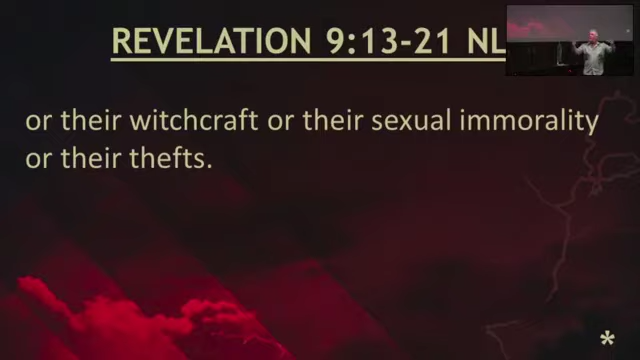 REVELATION 9:13-21 NL
or their witchcraft or their sexual immorality
or their thefts.
*